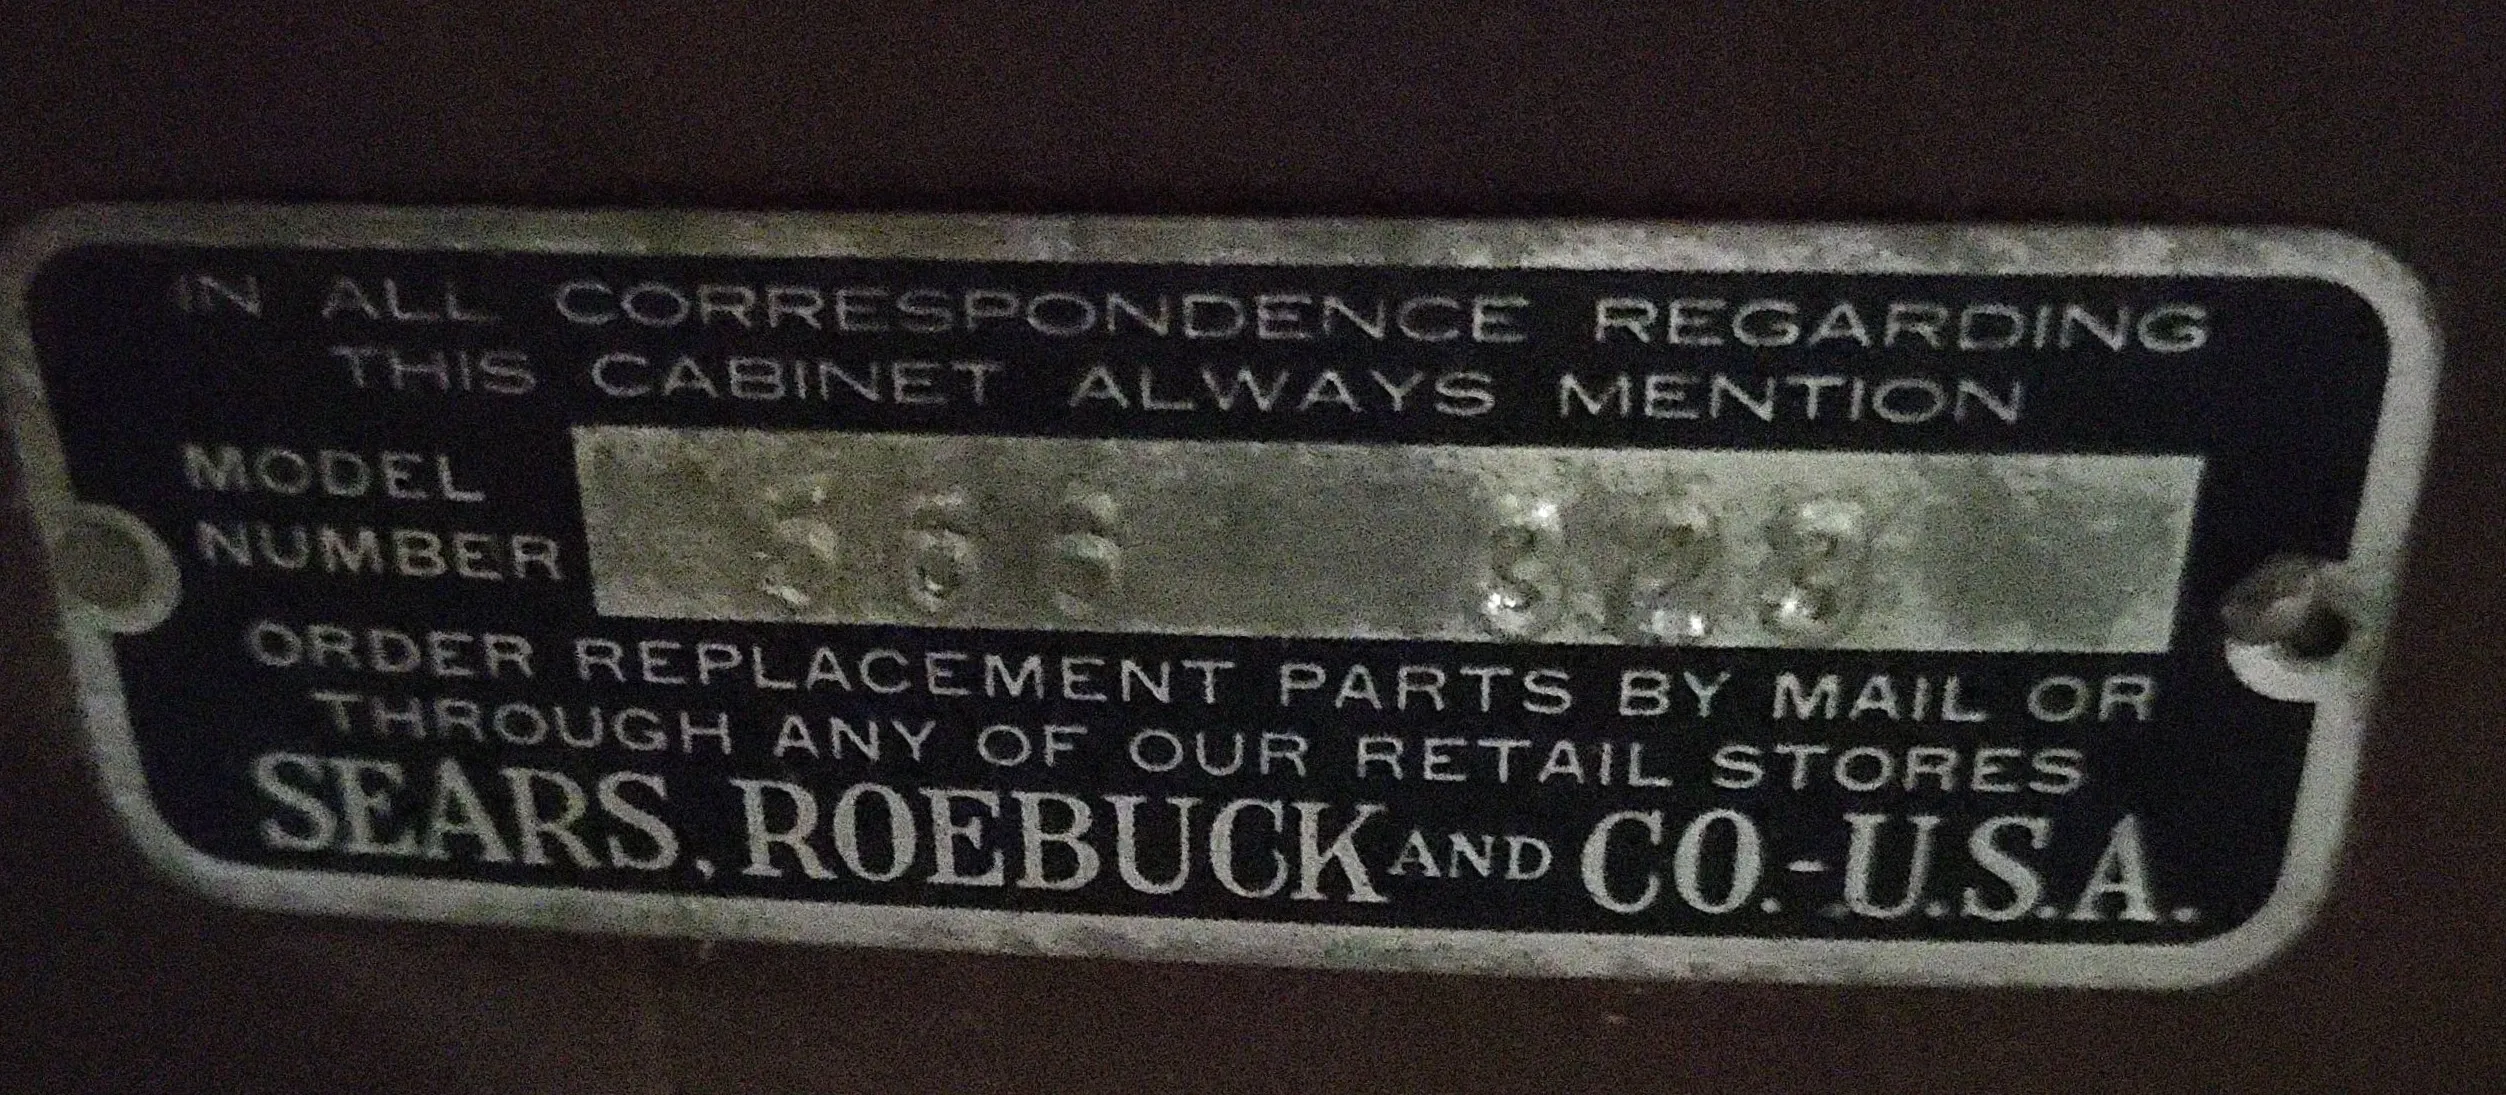 IN ALL CORRESPONDENCE REGARDING
THIS CABINET ALWAYS MENTION
MODEL
NUMBER
ORDER REPLACEMENT PARTS BY MAIL OR
THROUGH ANY OF OUR RETAIL STORES
SEARS, ROEBUCK AND CO.-U.S.A.